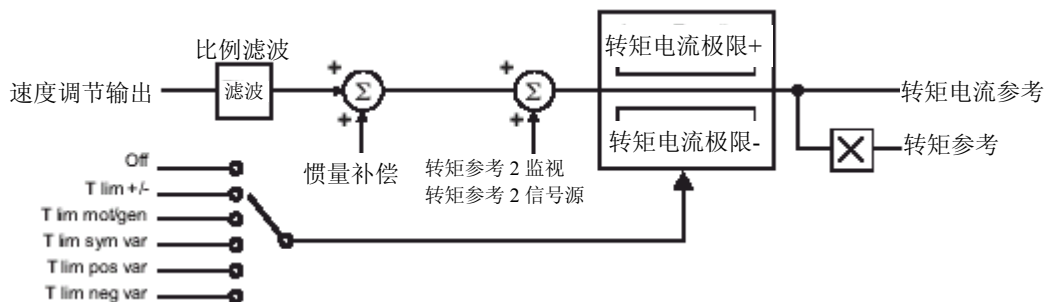 转矩电流极限+
比例滤波
速度调节输出
滤波
+
Σ
+
+
Σ
+
转矩电流参考
转矩电流极限-
转矩参考
惯量补偿
转矩参考 2 监视
转矩参考 2 信号源
Off
T lim +/-
T lim mot/gen
T lim sym var
T lim pos var
T lim neg var